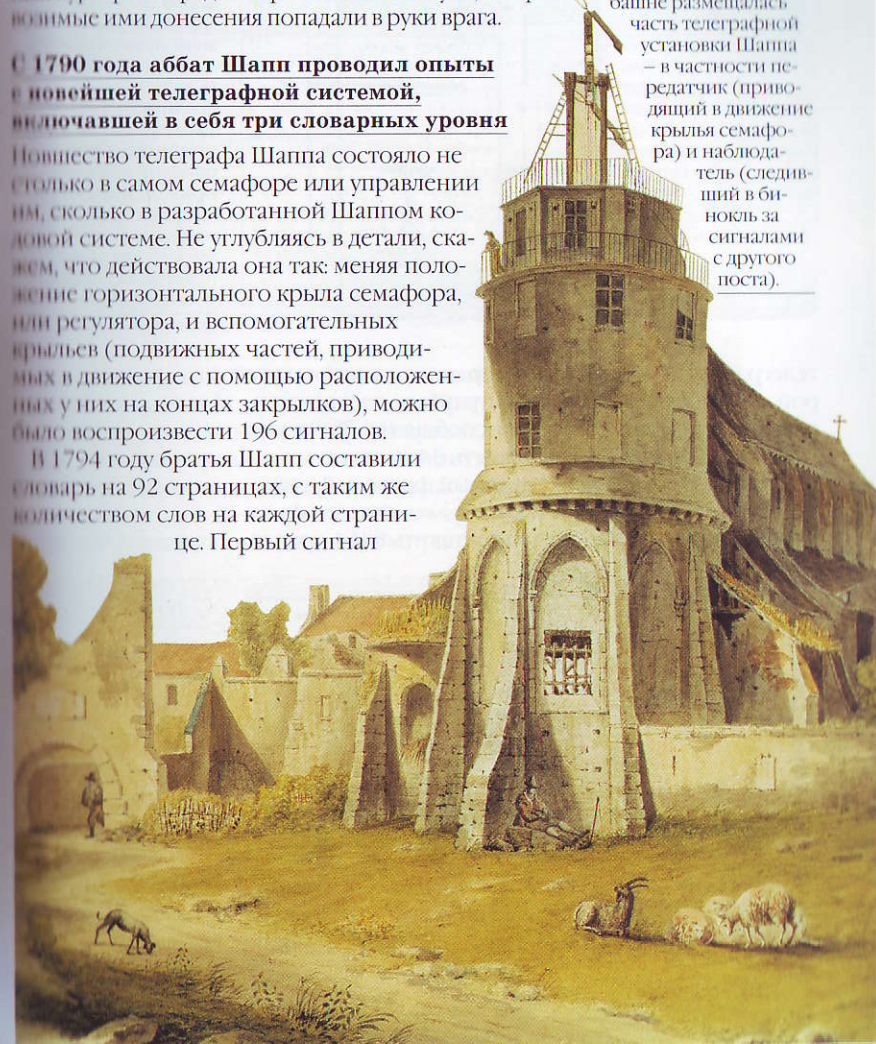 возимые ими донесения попадали в руки врага.
С 1790 года аббат Шапп проводил опыты
с новейшей телеграфной системой,
включавшей в себя три словарных уровня
Новшество телеграфа Шаппа состояло не
столько в самом семафоре или управлении
им, сколько в разработанной Шаппом ко-
довой системе. Не углубляясь в детали, ска-
жем, что действовала она так: меняя поло-
жение горизонтального крыла семафора,
или регулятора, и вспомогательных
крыльев (подвижных частей, приводи-
мых в движение с помощью расположен-
ных у них на концах закрылков), можно
было воспроизвести 196 сигналов.
В 1794 году братья Шапп составили
словарь на 92 страницах, с таким же
количеством слов на каждой страни-
це. Первый сигнал
башне размещалась
часть телеграфной
установки Шаппа
– в частности пе-
редатчик (приво-
дящий в движение
крылья семафо-
ра) и наблюда-
тель (следив-
ший в би-
нокль за
сигналами
с другого
поста).